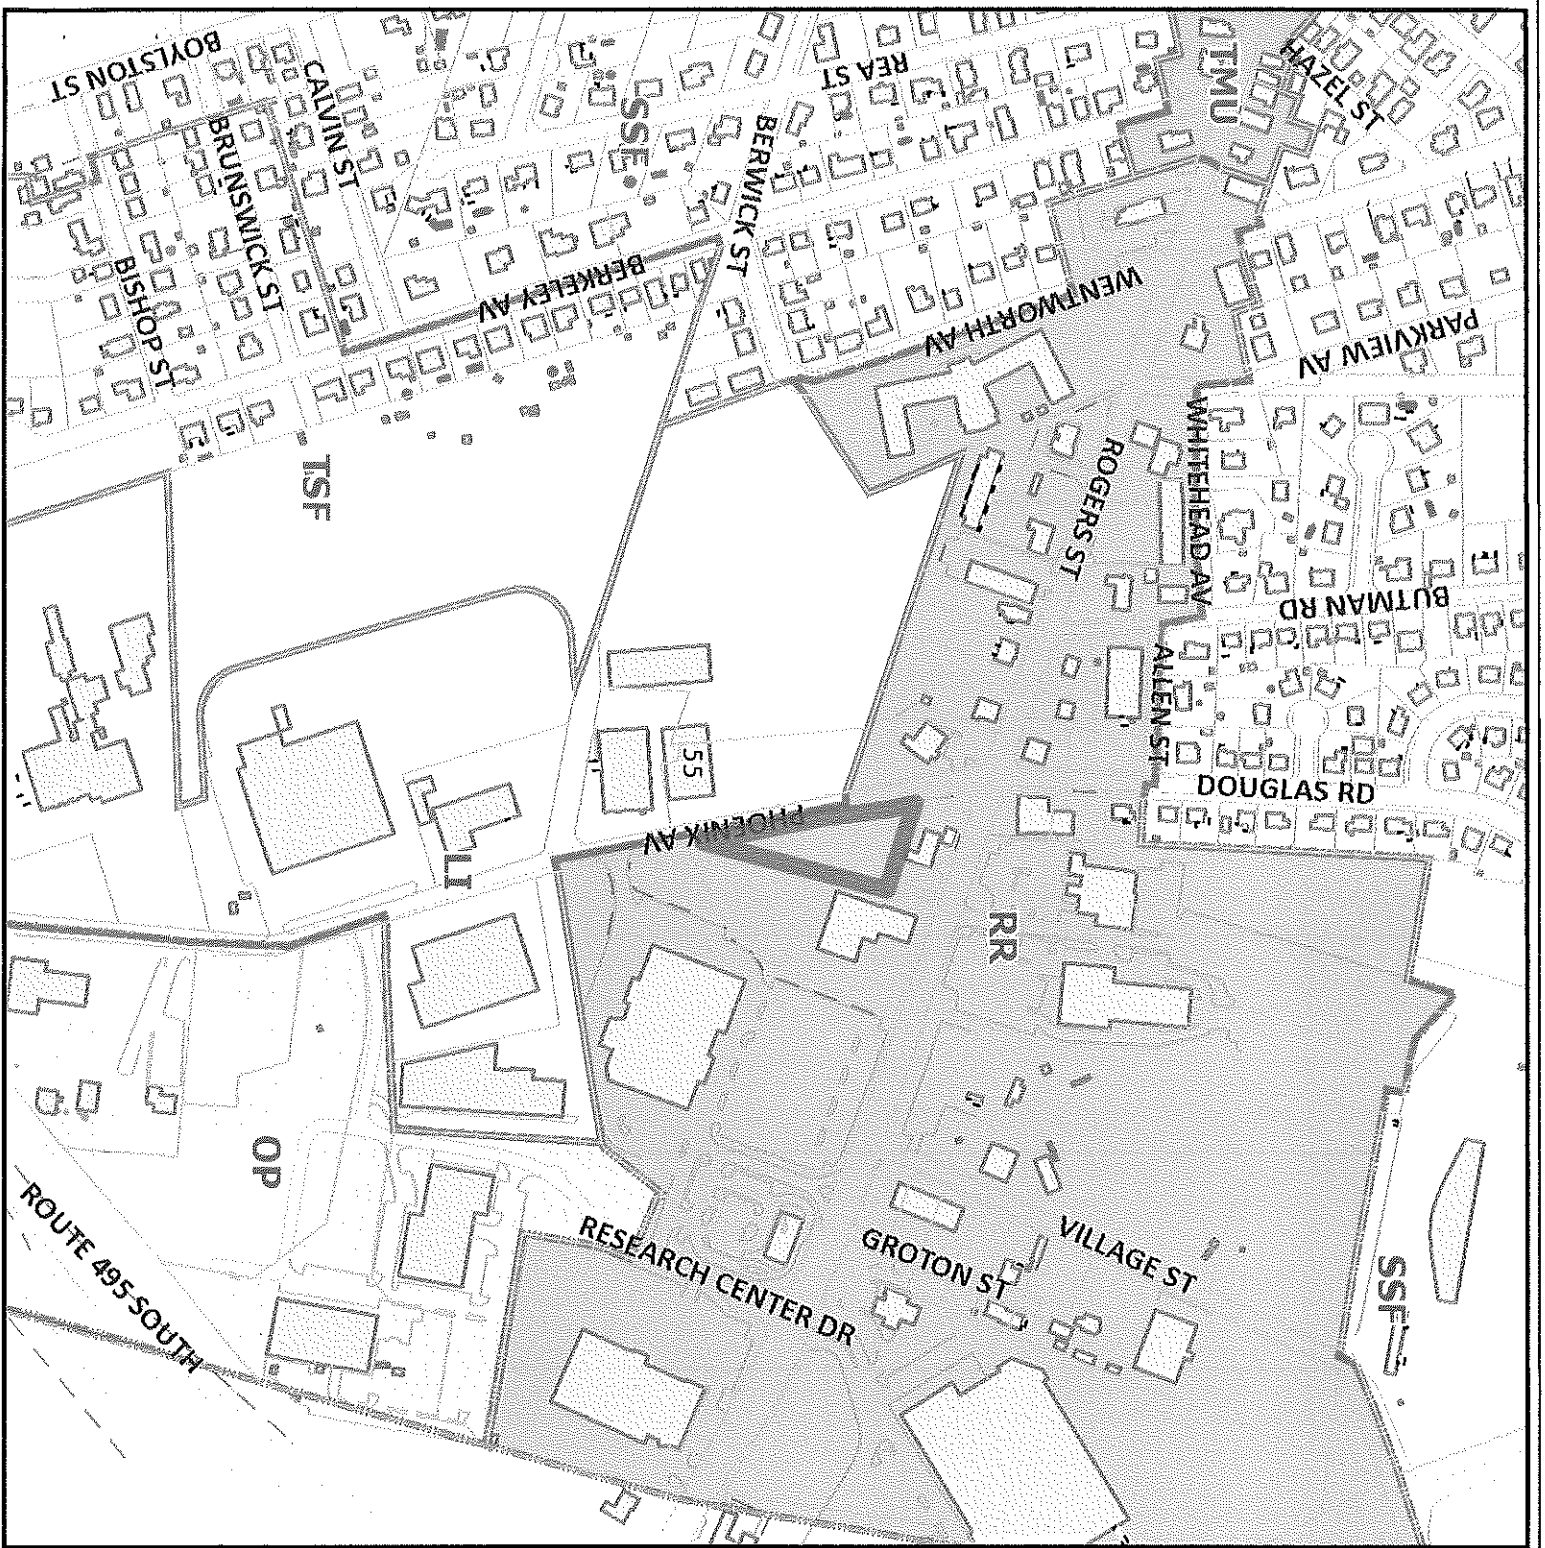 BOYLSTON ST
CALVIN ST
BRUNSWICK ST
BISHOP ST
SSF
REA ST
BERWICK ST
BERKELEY AV
TMU
HAZEL ST
WENTWORTH AV
PARKVIEW AV
TSF
WHITEHEAD AV
ROGERS ST
BUTMAN RD
ALLEN ST
55
DOUGLAS RD
PHOENIX AV
LI
RR
OP
ROUTE 495 SOUTH
RESEARCH CENTER DR
GROTON ST
VILLAGE ST
SSF